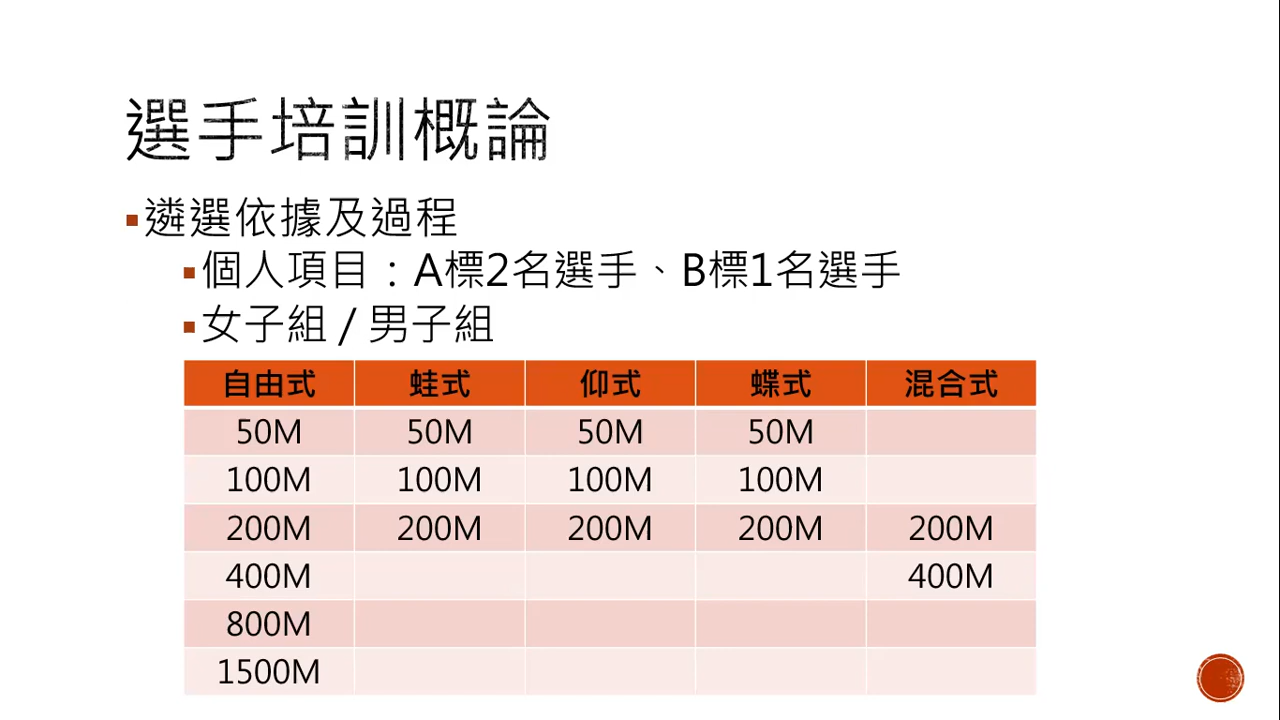 選手培訓概論
遴選依據及過程
個人項目：A標2名選手、B標1名選手
女子組 / 男子組
自由式 蛙式 仰式 蝶式 混合式
50M 50M 50M 50M
100M 100M 100M 100M
200M 200M 200M 200M 200M
400M 400M
800M
1500M